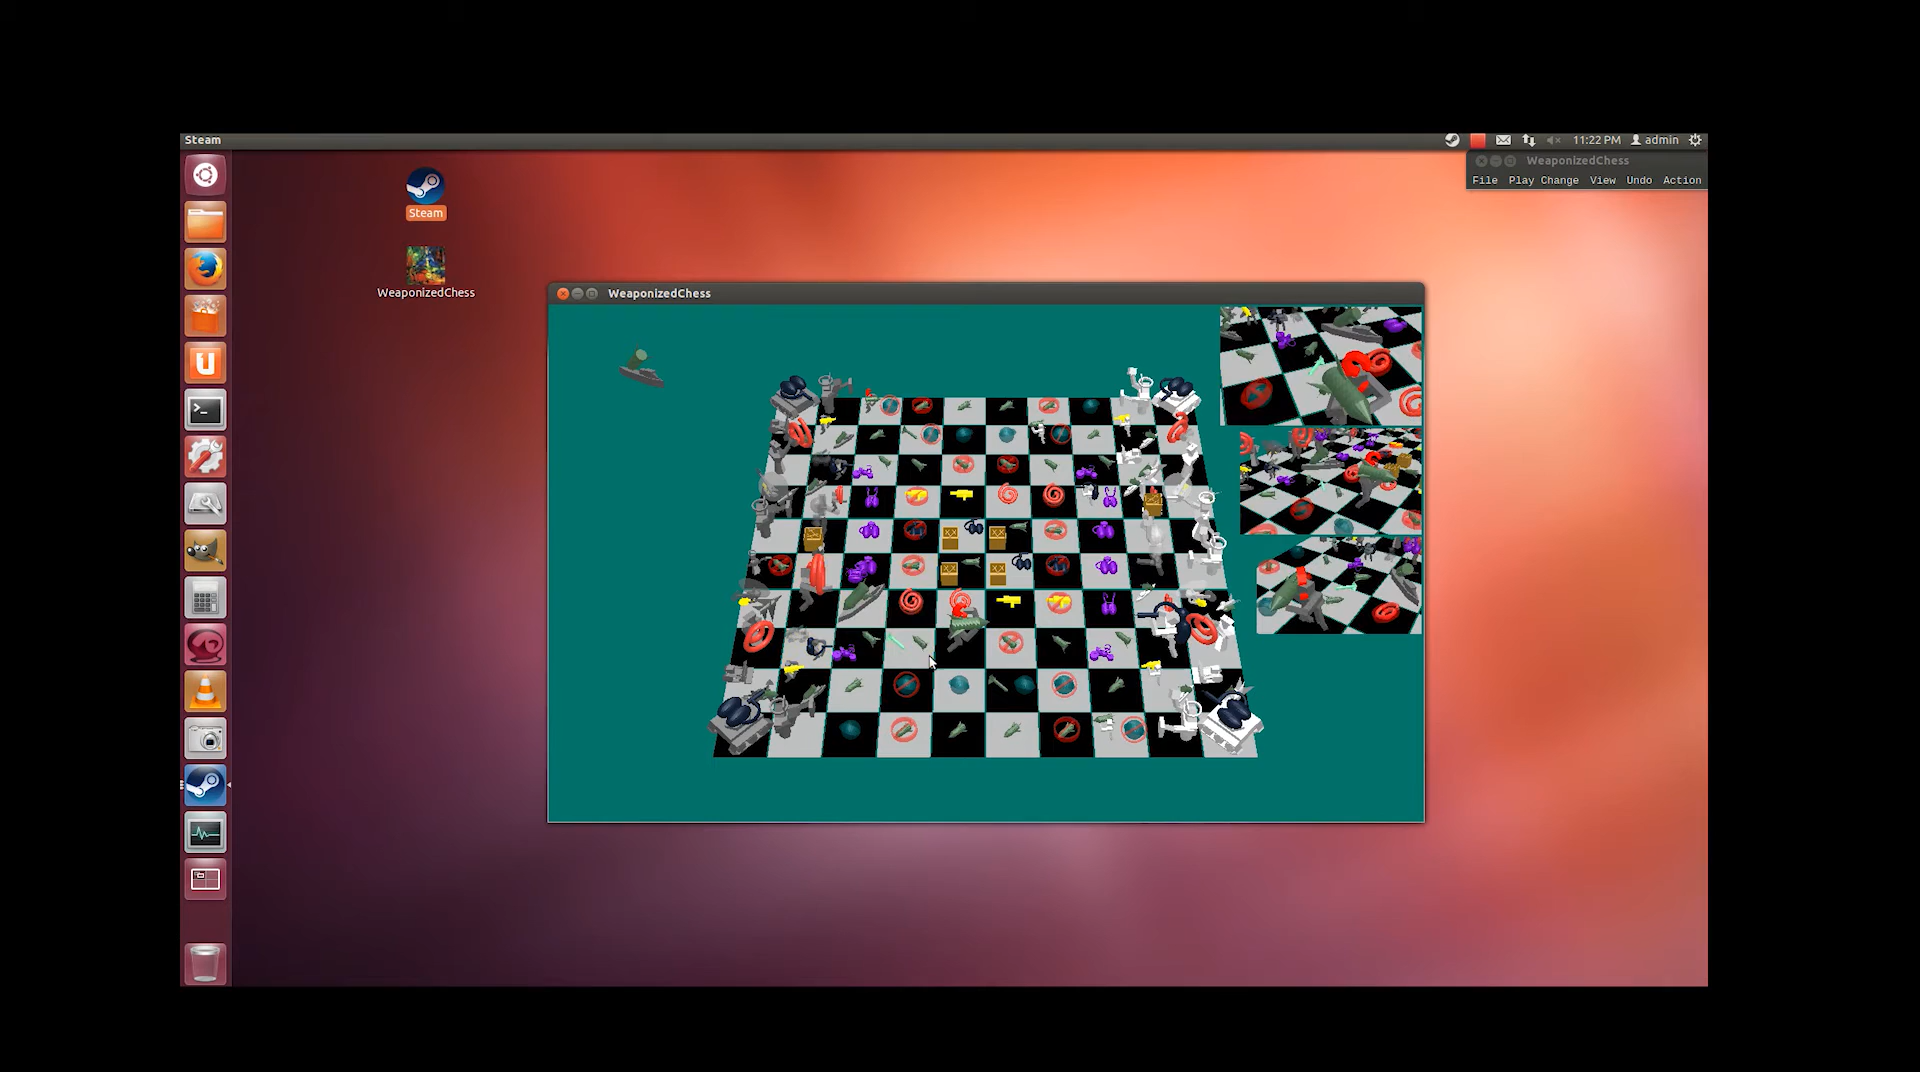 Steam
11:22 PM admin
WeaponizedChess
File Play Change View Undo Action
Steam
WeaponizedChess
WeaponizedChess